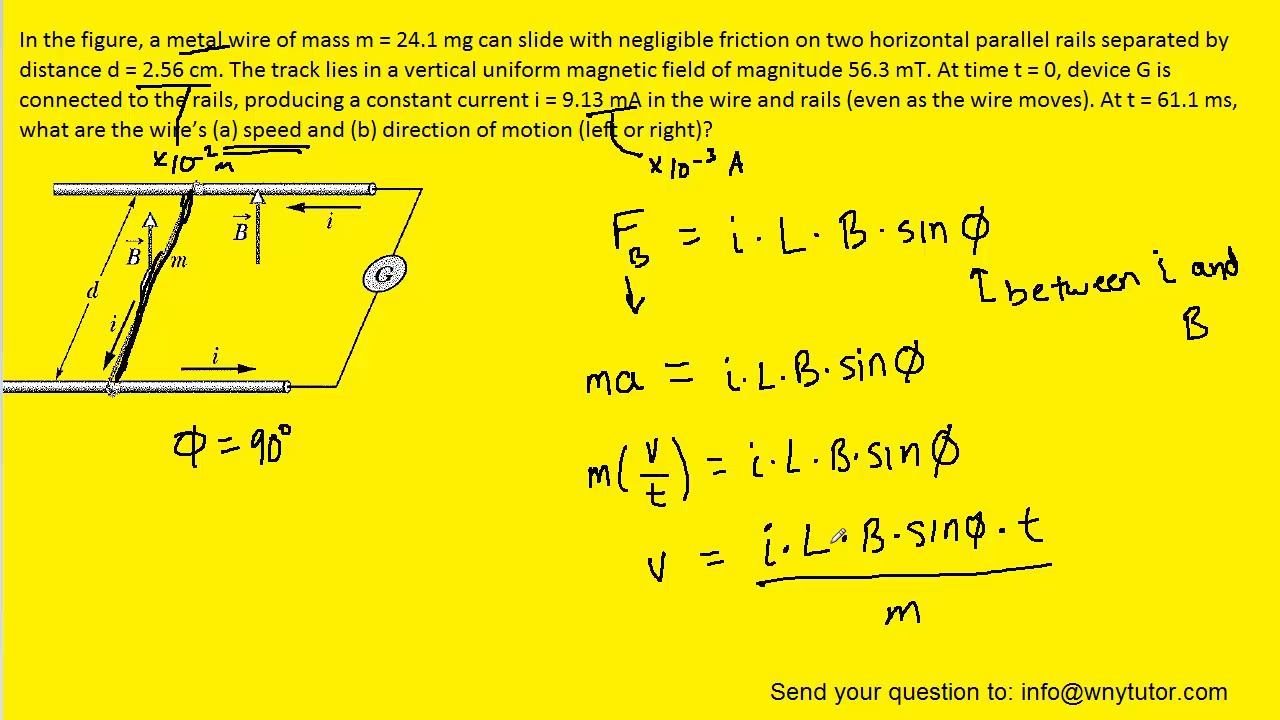 In the figure, a metal wire of mass m = 24.1 mg can slide with negligible friction on two horizontal parallel rails separated by
distance d = 2.56 cm. The track lies in a vertical uniform magnetic field of magnitude 56.3 mT. At time t = 0, device G is
connected to the rails, producing a constant current i = 9.13 mA in the wire and rails (even as the wire moves). At t = 61.1 ms,
what are the wire's (a) speed and (b) direction of motion (left or right)?
x10⁻² m
x 10⁻³ A
i
B
B
m
G
d
i
i
F_B = i · L · B · sin ϕ
between i and
B
ma = i · L · B · sin ϕ
ϕ = 90°
m(v/t) = i · L · B · sin ϕ
v = i · L · B · sin ϕ · t
m
Send your question to: info@wnytutor.com